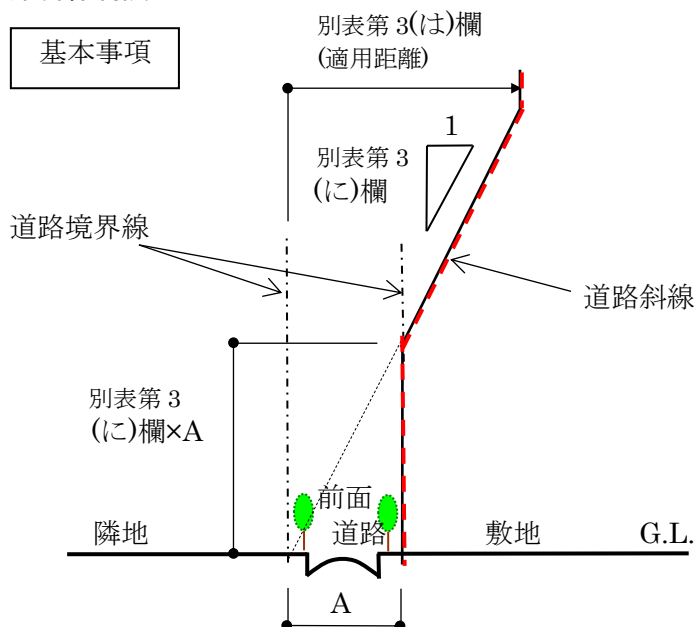 基本事項
別表第3(は)欄
(適用距離)
1
別表第3
(に)欄
道路境界線
道路斜線
別表第3
(に)欄×A
前面
道路
隣地
敷地
G.L.
A